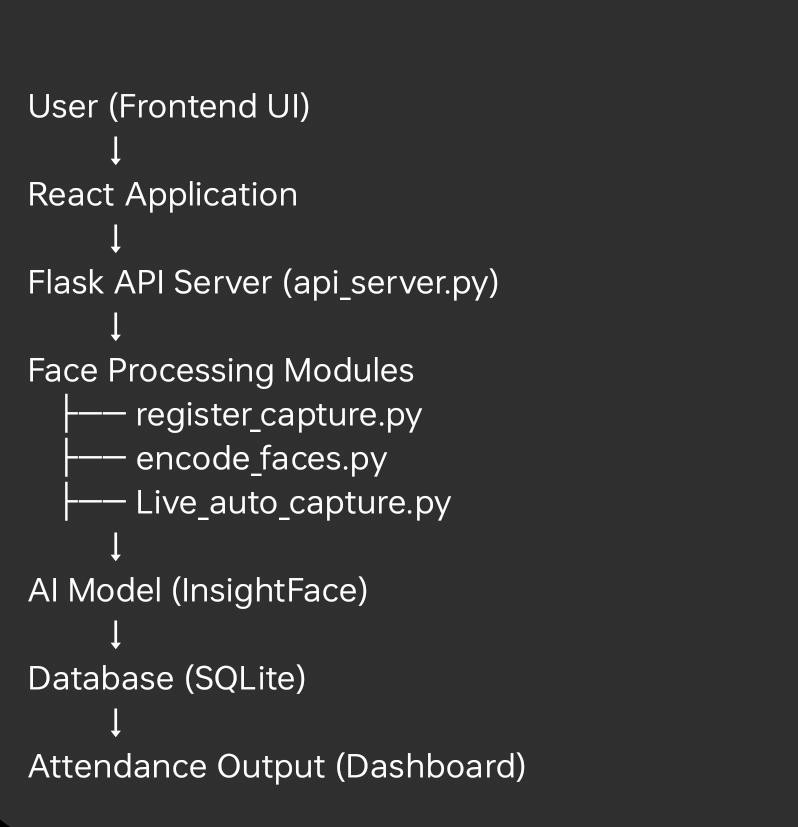 User (Frontend UI)
↓
React Application
↓
Flask API Server (api_server.py)
↓
Face Processing Modules
├── register_capture.py
├── encode_faces.py
├── Live_auto_capture.py
↓
AI Model (InsightFace)
↓
Database (SQLite)
↓
Attendance Output (Dashboard)